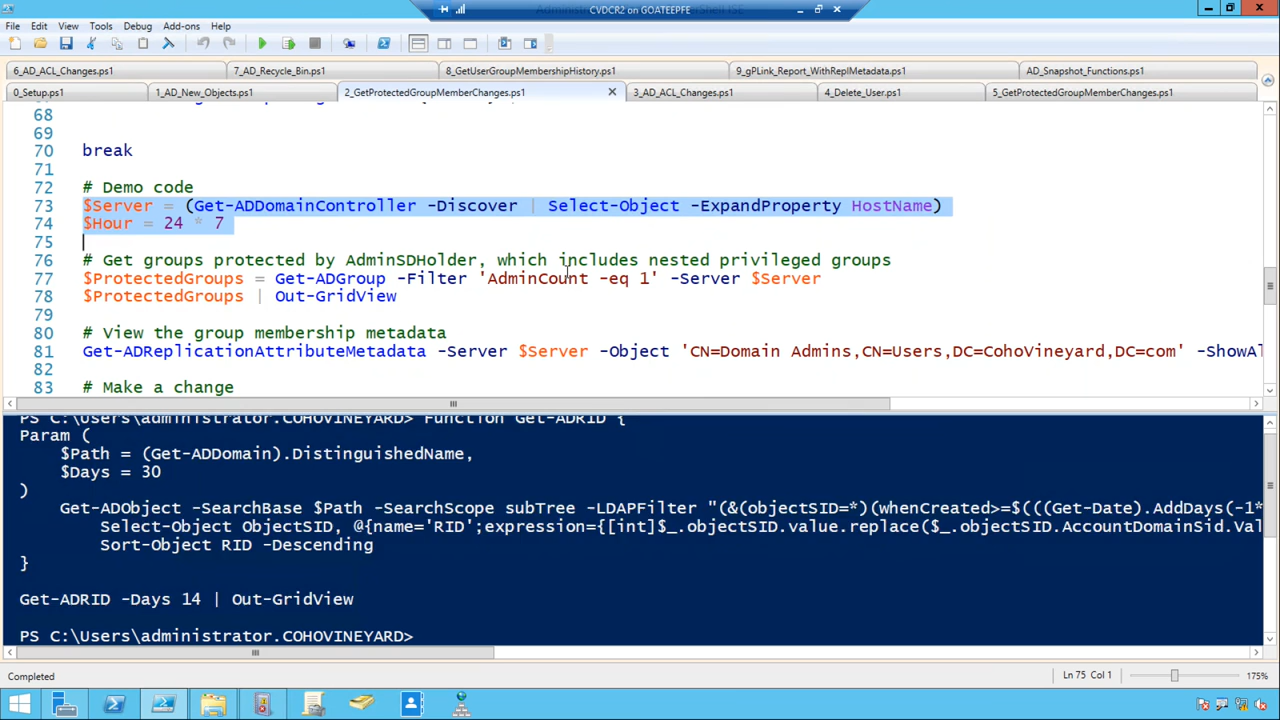 CVDCR2 on GOATEEPFE
File Edit View Tools Debug Add-ons Help
6_AD_ACL_Changes.ps1 7_AD_Recycle_Bin.ps1 8_GetUserGroupMembershipHistory.ps1 9_gPLink_Report_WithReplMetadata.ps1 AD_Snapshot_Functions.ps1
0_Setup.ps1 1_AD_New_Objects.ps1 2_GetProtectedGroupMemberChanges.ps1 3_AD_ACL_Changes.ps1 4_Delete_User.ps1 5_GetProtectedGroupMemberChanges.ps1
68
69
70 break
71
72 # Demo code
73 $Server = (Get-ADDomainController -Discover | Select-Object -ExpandProperty HostName)
74 $Hour = 24 * 7
75
76 # Get groups protected by AdminSDHolder, which includes nested privileged groups
77 $ProtectedGroups = Get-ADGroup -Filter 'AdminCount -eq 1' -Server $Server
78 $ProtectedGroups | Out-GridView
79
80 # View the group membership metadata
81 Get-ADReplicationAttributeMetadata -Server $Server -Object 'CN=Domain Admins,CN=Users,DC=CohoVineyard,DC=com' -ShowAl
82
83 # Make a change
PS C:\Users\administrator.COHOVINEYARD> Function Get-ADRID {
Param (
$Path = (Get-ADDomain).DistinguishedName,
$Days = 30
)
Get-ADObject -SearchBase $Path -SearchScope subTree -LDAPFilter "(&(objectSID=*)(whenCreated>=$(((Get-Date).AddDays(-1*
Select-Object ObjectSID, @{name='RID';expression={[int]$_.objectSID.value.replace($_.objectSID.AccountDomainSid.Val
Sort-Object RID -Descending
}
Get-ADRID -Days 14 | Out-GridView
PS C:\Users\administrator.COHOVINEYARD>
Completed Ln 75 Col 1 175%